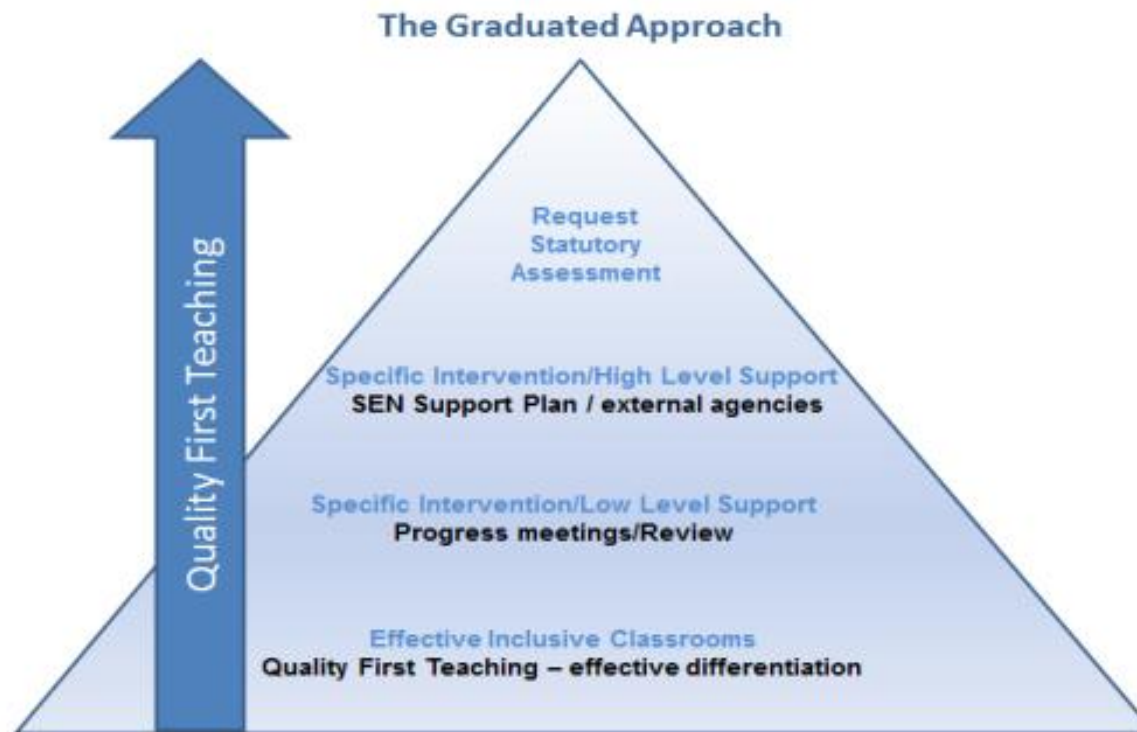 The Graduated Approach
Quality First Teaching
Request
Statutory
Assessment
Specific Intervention/High Level Support
SEN Support Plan / external agencies
Specific Intervention/Low Level Support
Progress meetings/Review
Effective Inclusive Classrooms
Quality First Teaching – effective differentiation